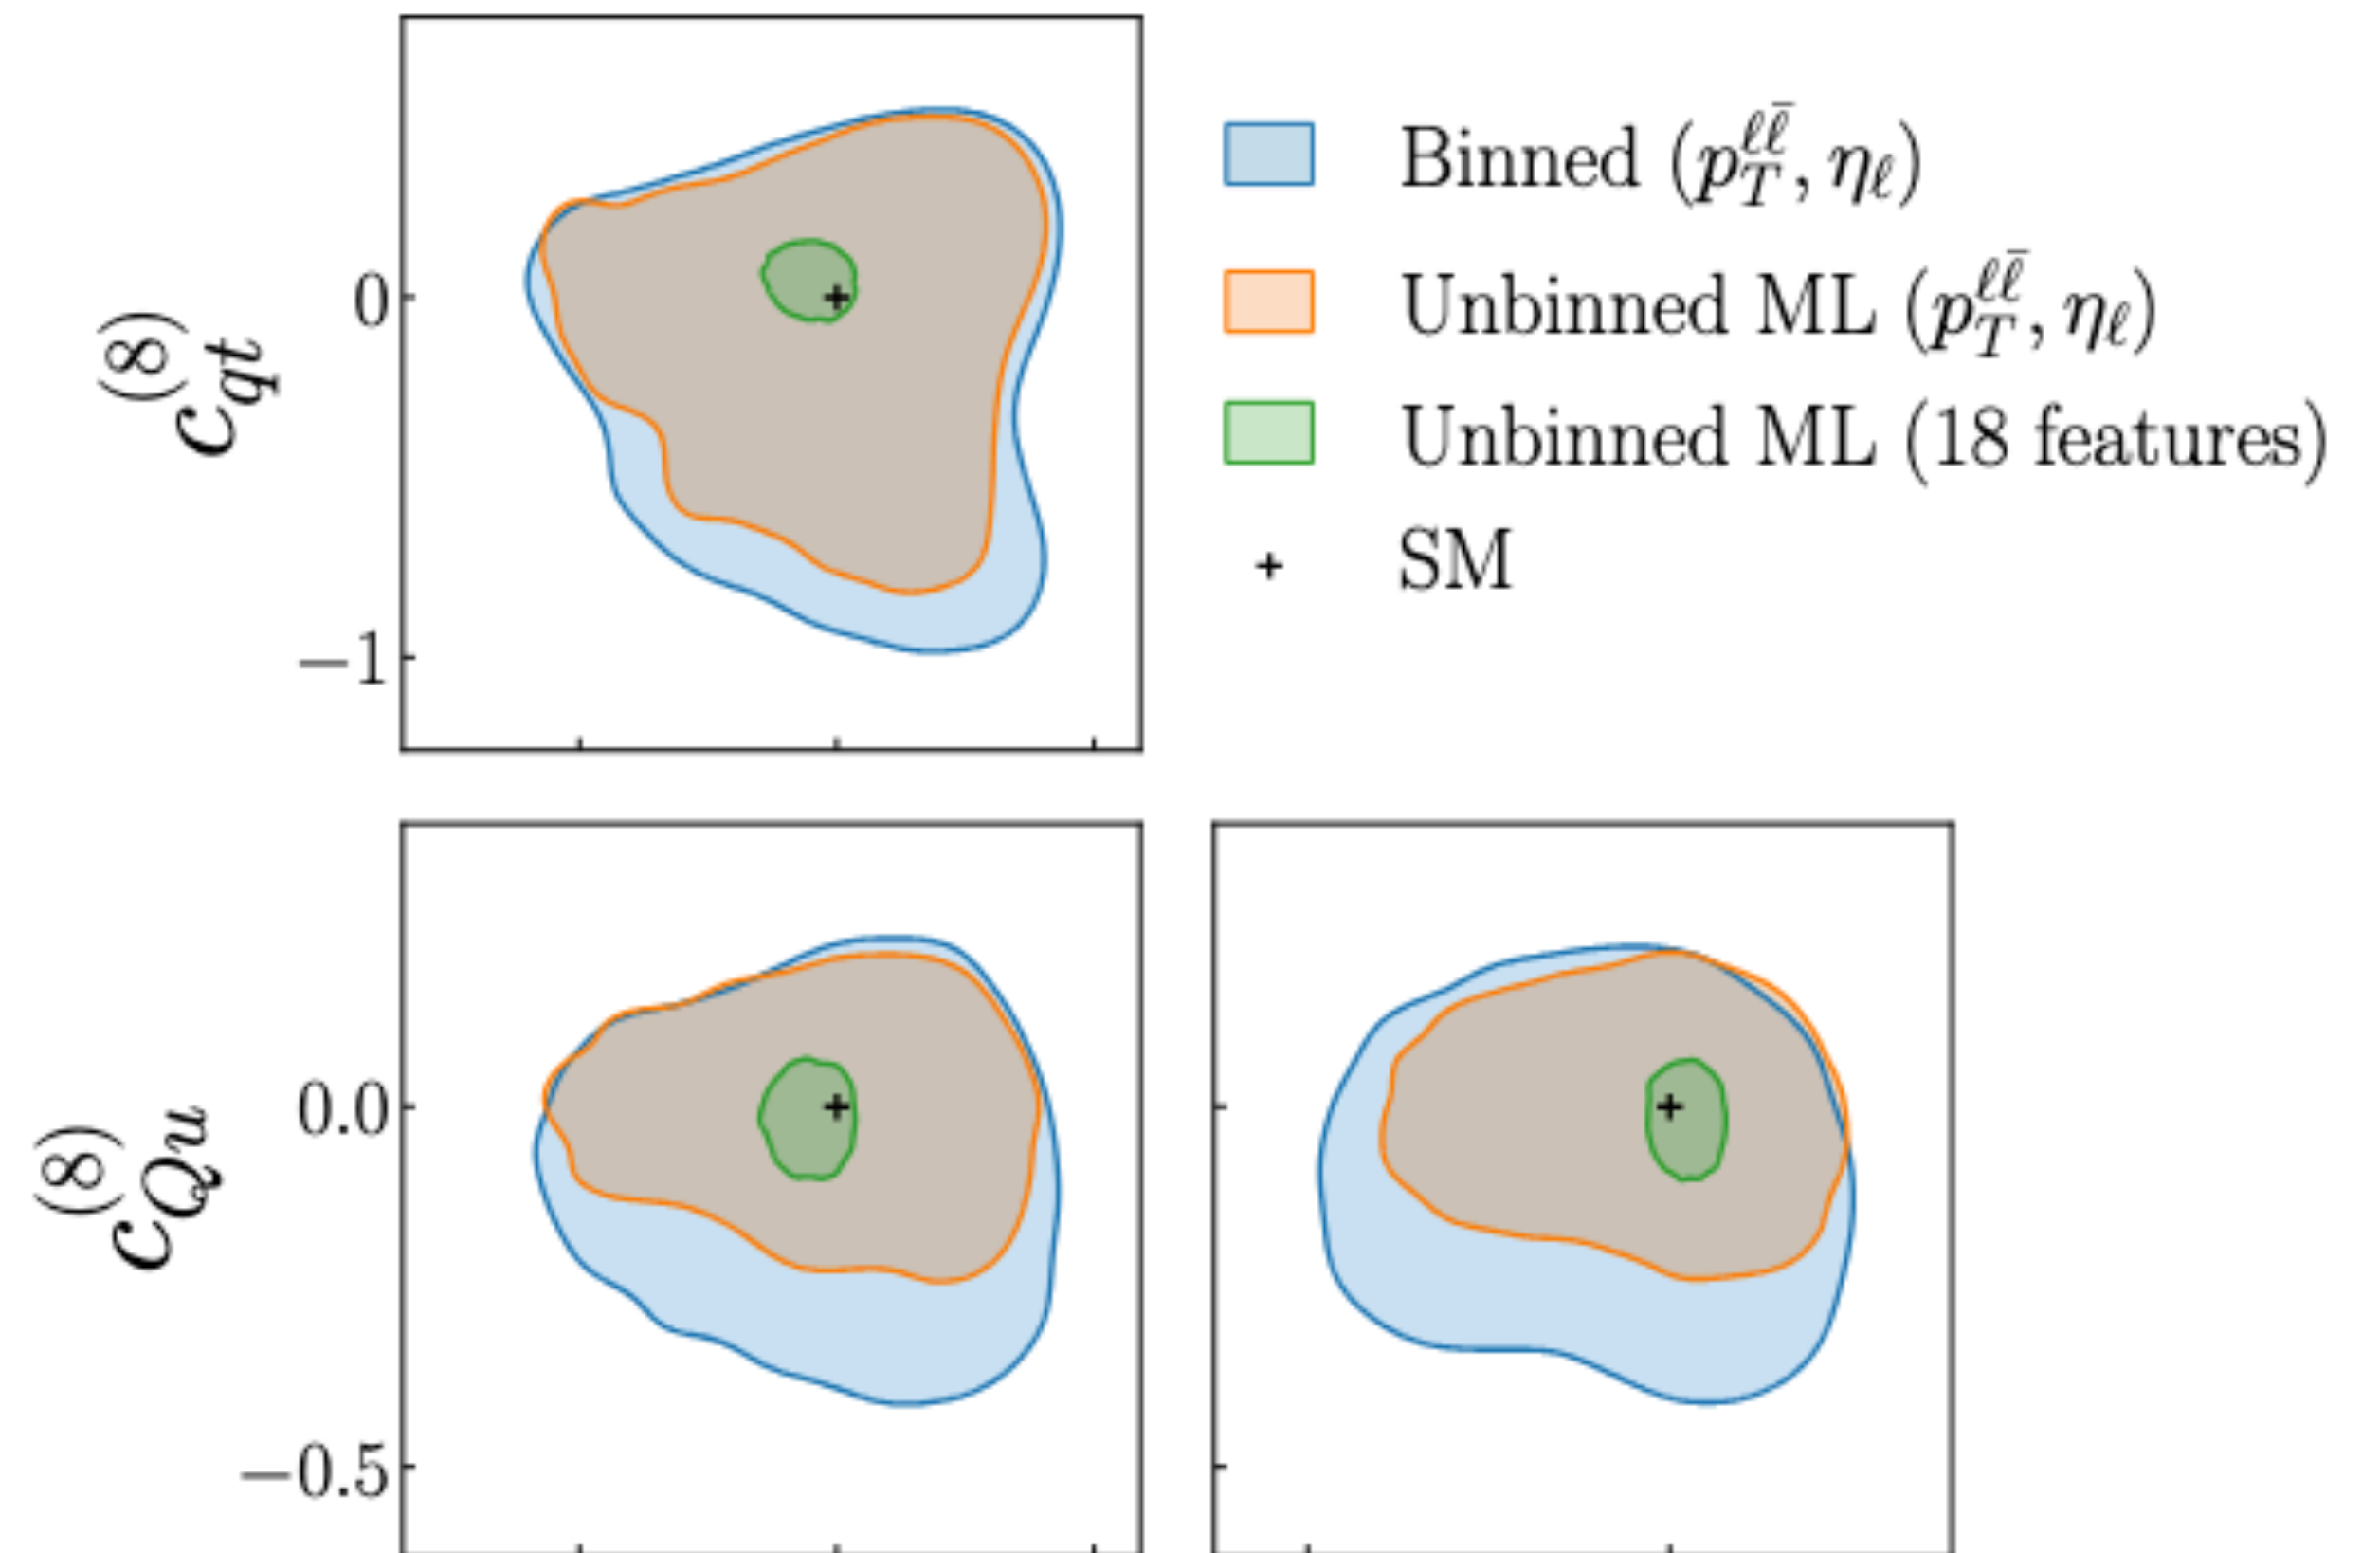 Binned (p_T^{ℓℓ̄}, η_ℓ)
Unbinned ML (p_T^{ℓℓ̄}, η_ℓ)
Unbinned ML (18 features)
SM
c_{qt}^{(8)}
0
−1
c_{Qu}^{(8)}
0.0
−0.5